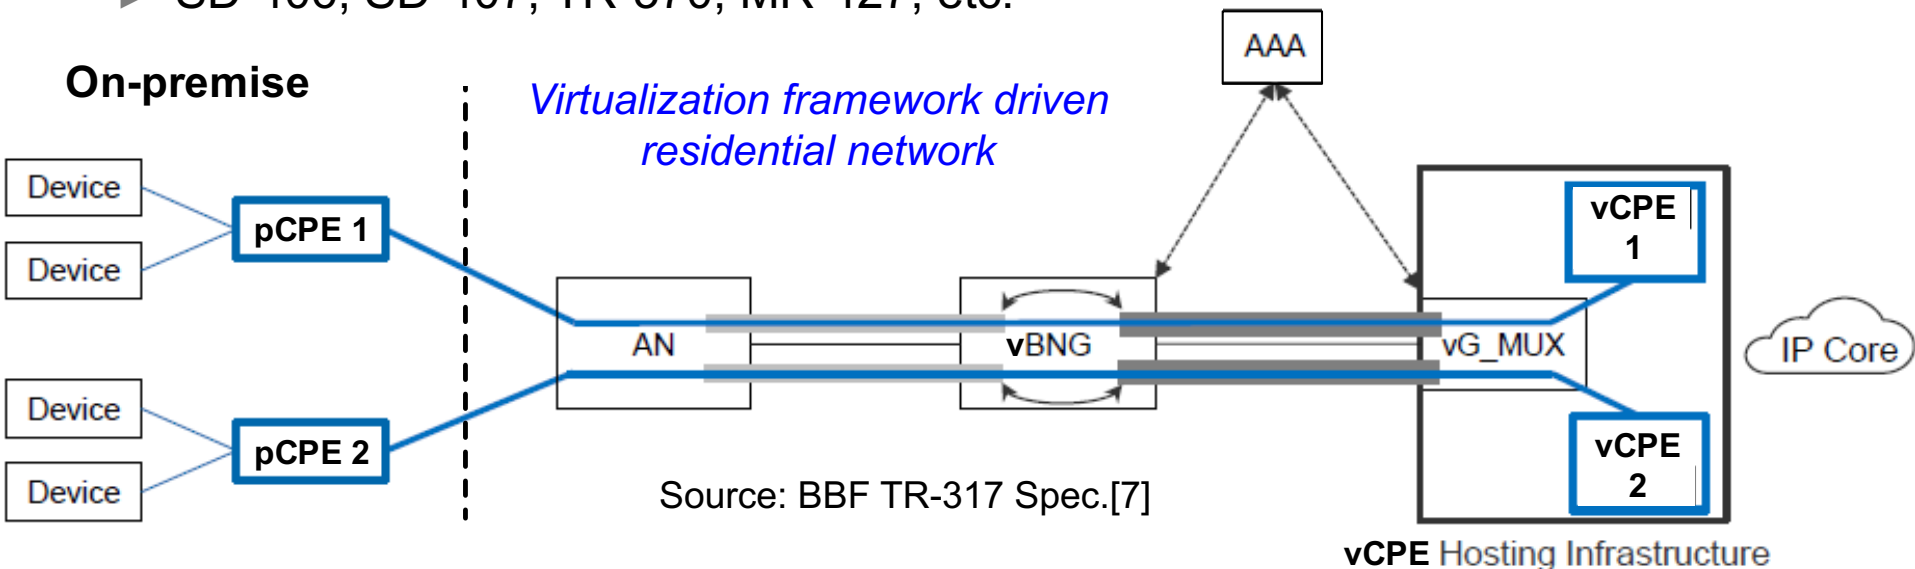 On-premise
Virtualization framework driven
residential network
AAA
Device
Device
pCPE 1
vCPE
1
AN
vBNG
vG_MUX
IP Core
Device
Device
pCPE 2
vCPE
2
Source: BBF TR-317 Spec.[7]
vCPE Hosting Infrastructure